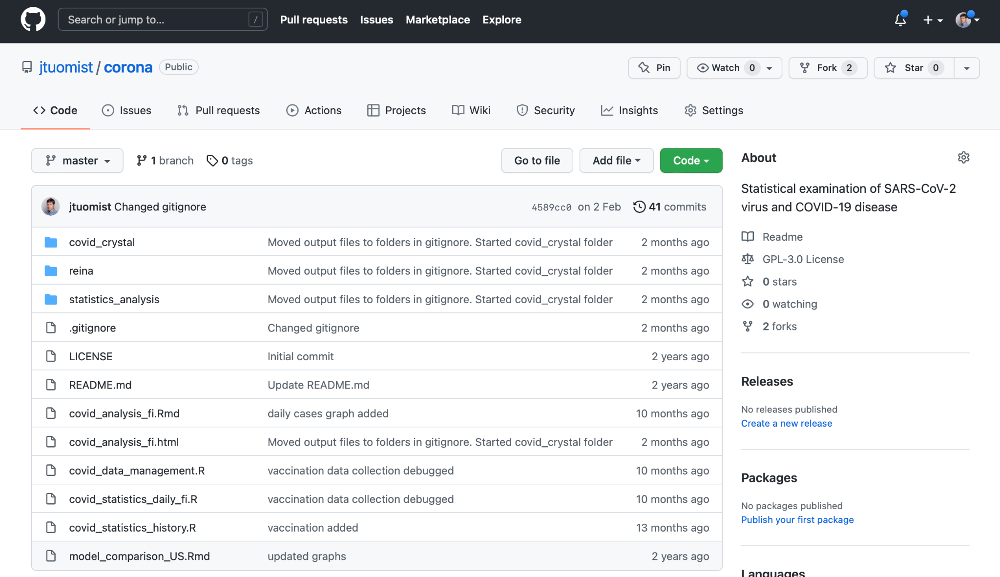 Search or jump to... / Pull requests Issues Marketplace Explore
jtuomist / corona Public Pin Watch 0 Fork 2 Star 0
Code Issues Pull requests Actions Projects Wiki Security Insights Settings
master 1 branch 0 tags Go to file Add file Code
jtuomist Changed gitignore 4589cc0 on 2 Feb 41 commits
covid_crystal Moved output files to folders in gitignore. Started covid_crystal folder 2 months ago
reina Moved output files to folders in gitignore. Started covid_crystal folder 2 months ago
statistics_analysis Moved output files to folders in gitignore. Started covid_crystal folder 2 months ago
.gitignore Changed gitignore 2 months ago
LICENSE Initial commit 2 years ago
README.md Update README.md 2 years ago
covid_analysis_fi.Rmd daily cases graph added 10 months ago
covid_analysis_fi.html Moved output files to folders in gitignore. Started covid_crystal folder 2 months ago
covid_data_management.R vaccination data collection debugged 10 months ago
covid_statistics_daily_fi.R vaccination data collection debugged 10 months ago
covid_statistics_history.R vaccination added 13 months ago
model_comparison_US.Rmd updated graphs 2 years ago
About
Statistical examination of SARS-CoV-2
virus and COVID-19 disease
Readme
GPL-3.0 License
0 stars
0 watching
2 forks
Releases
No releases published
Create a new release
Packages
No packages published
Publish your first package
Languages